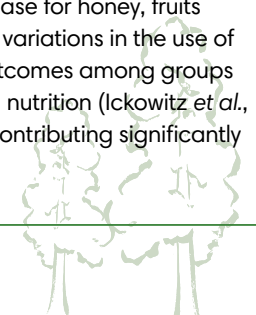 ase for honey, fruits
variations in the use of
tcomes among groups
nutrition (Ickowitz et al.,
ontributing significantly